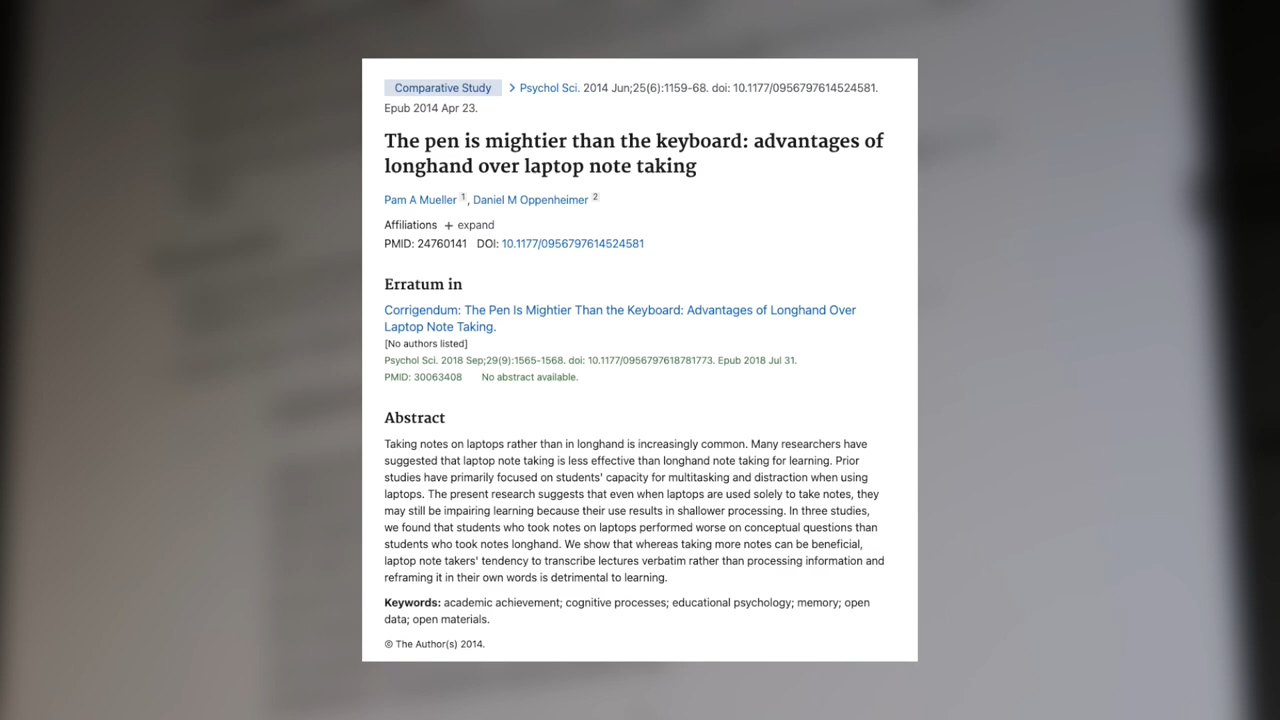 Comparative Study > Psychol Sci. 2014 Jun;25(6):1159-68. doi: 10.1177/0956797614524581.
Epub 2014 Apr 23.
The pen is mightier than the keyboard: advantages of
longhand over laptop note taking
Pam A Mueller 1, Daniel M Oppenheimer 2
Affiliations + expand
PMID: 24760141 DOI: 10.1177/0956797614524581
Erratum in
Corrigendum: The Pen Is Mightier Than the Keyboard: Advantages of Longhand Over
Laptop Note Taking.
[No authors listed]
Psychol Sci. 2018 Sep;29(9):1565-1568. doi: 10.1177/0956797618781773. Epub 2018 Jul 31.
PMID: 30063408 No abstract available.
Abstract
Taking notes on laptops rather than in longhand is increasingly common. Many researchers have
suggested that laptop note taking is less effective than longhand note taking for learning. Prior
studies have primarily focused on students' capacity for multitasking and distraction when using
laptops. The present research suggests that even when laptops are used solely to take notes, they
may still be impairing learning because their use results in shallower processing. In three studies,
we found that students who took notes on laptops performed worse on conceptual questions than
students who took notes longhand. We show that whereas taking more notes can be beneficial,
laptop note takers' tendency to transcribe lectures verbatim rather than processing information and
reframing it in their own words is detrimental to learning.
Keywords: academic achievement; cognitive processes; educational psychology; memory; open
data; open materials.
© The Author(s) 2014.